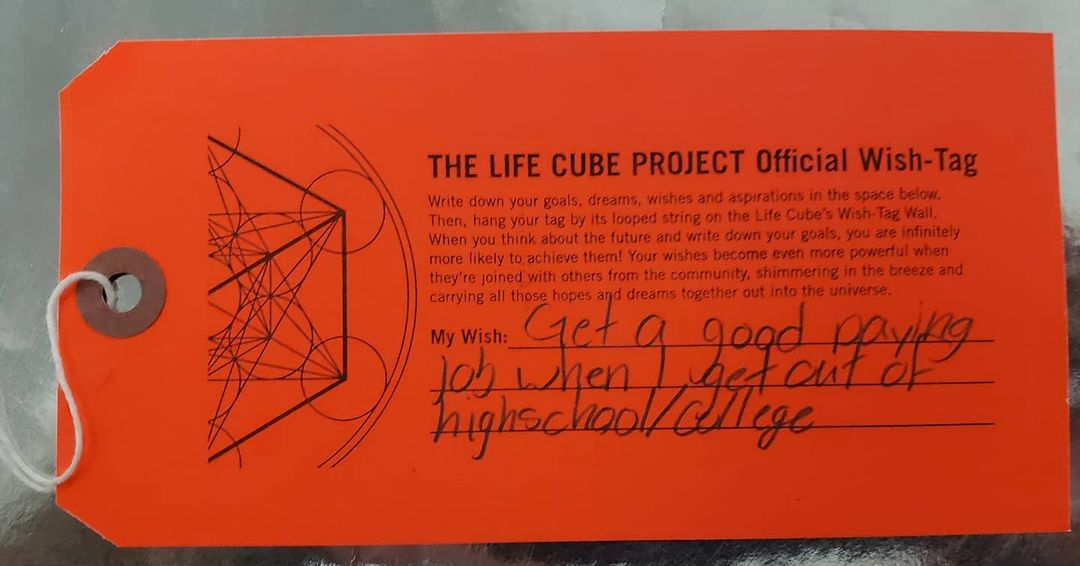 THE LIFE CUBE PROJECT Official Wish-Tag
Write down your goals, dreams, wishes and aspirations in the space below.
Then, hang your tag by its looped string on the Life Cube's Wish-Tag Wall.
When you think about the future and write down your goals, you are infinitely
more likely to achieve them! Your wishes become even more powerful when
they're joined with others from the community, shimmering in the breeze and
carrying all those hopes and dreams together out into the universe.
My Wish: Get a good paying
job when I get out of
highschool/college